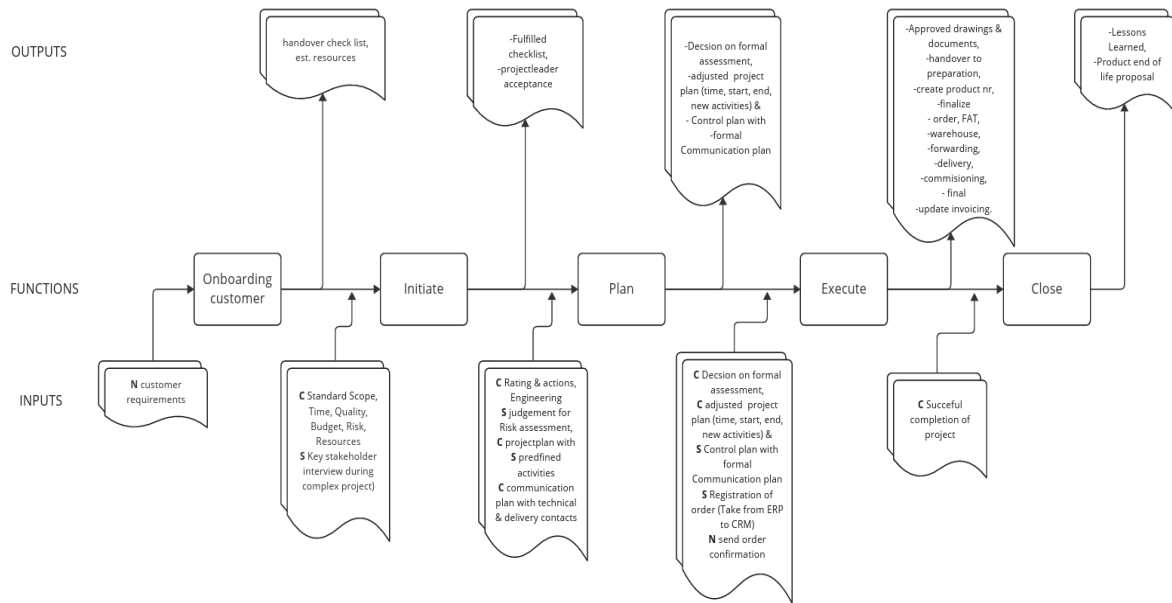 OUTPUTS
handover check list,
est. resources
-Fulfilled
checklist,
-projectleader
acceptance
-Decsion on formal
assessment,
-adjusted project
plan (time, start, end,
new activities) &
- Control plan with
-formal
Communication plan
-Approved drawings &
documents,
-handover to
preparation,
-create product nr,
-finalize
- order, FAT,
-warehouse,
-forwarding,
-delivery,
-commisioning,
- final
-update invoicing.
-Lessons
Learned,
-Product end of
life proposal
FUNCTIONS
Onboarding
customer
Initiate
Plan
Execute
Close
INPUTS
N customer
requirements
C Standard Scope,
Time, Quality,
Budget, Risk,
Resources
S Key stakeholder
interview during
complex project)
C Rating & actions,
Engineering
S judgement for
Risk assessment,
C projectplan with
S predfined
activities
C communication
plan with technical
& delivery contacts
C Decsion on formal
assessment,
C adjusted project
plan (time, start, end,
new activities) &
S Control plan with
formal
Communication plan
S Registration of
order (Take from ERP
to CRM)
N send order
confirmation
C Succeful
completion of
project